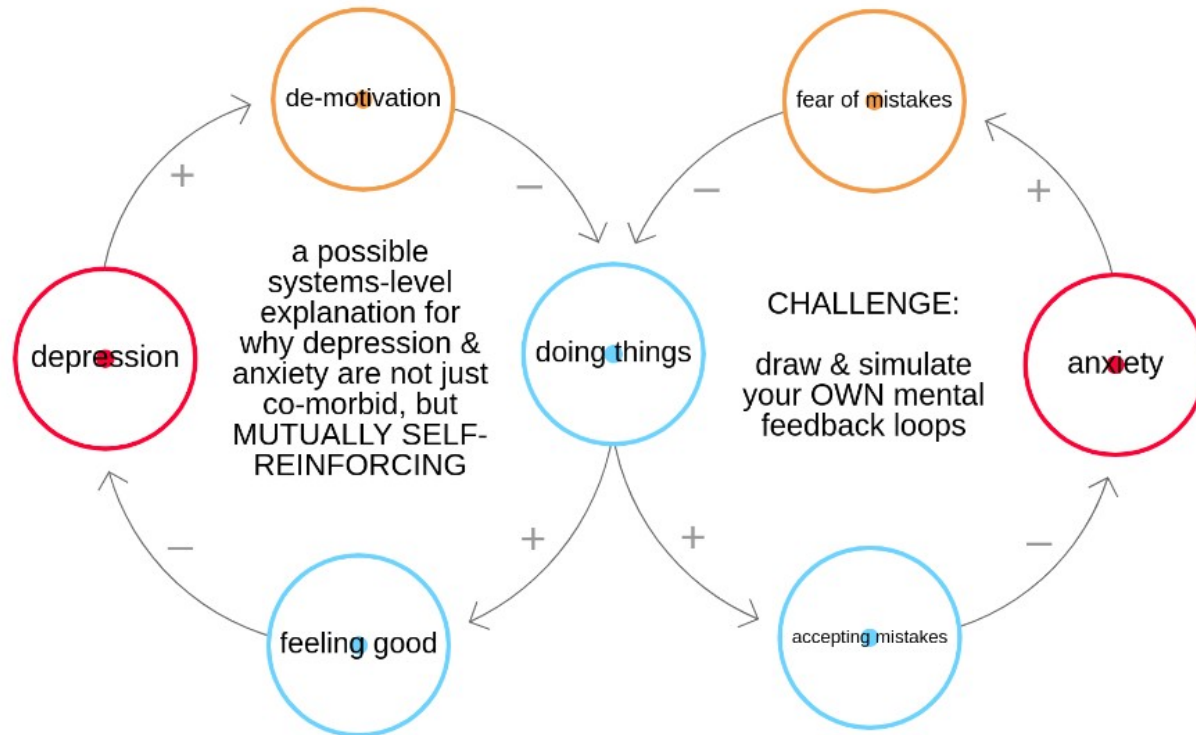 de-motivation
fear of mistakes
+
–
–
+
a possible
systems-level
explanation for
why depression &
anxiety are not just
co-morbid, but
MUTUALLY SELF-
REINFORCING
depression
doing things
CHALLENGE:
draw & simulate
your OWN mental
feedback loops
anxiety
–
+
+
–
feeling good
accepting mistakes